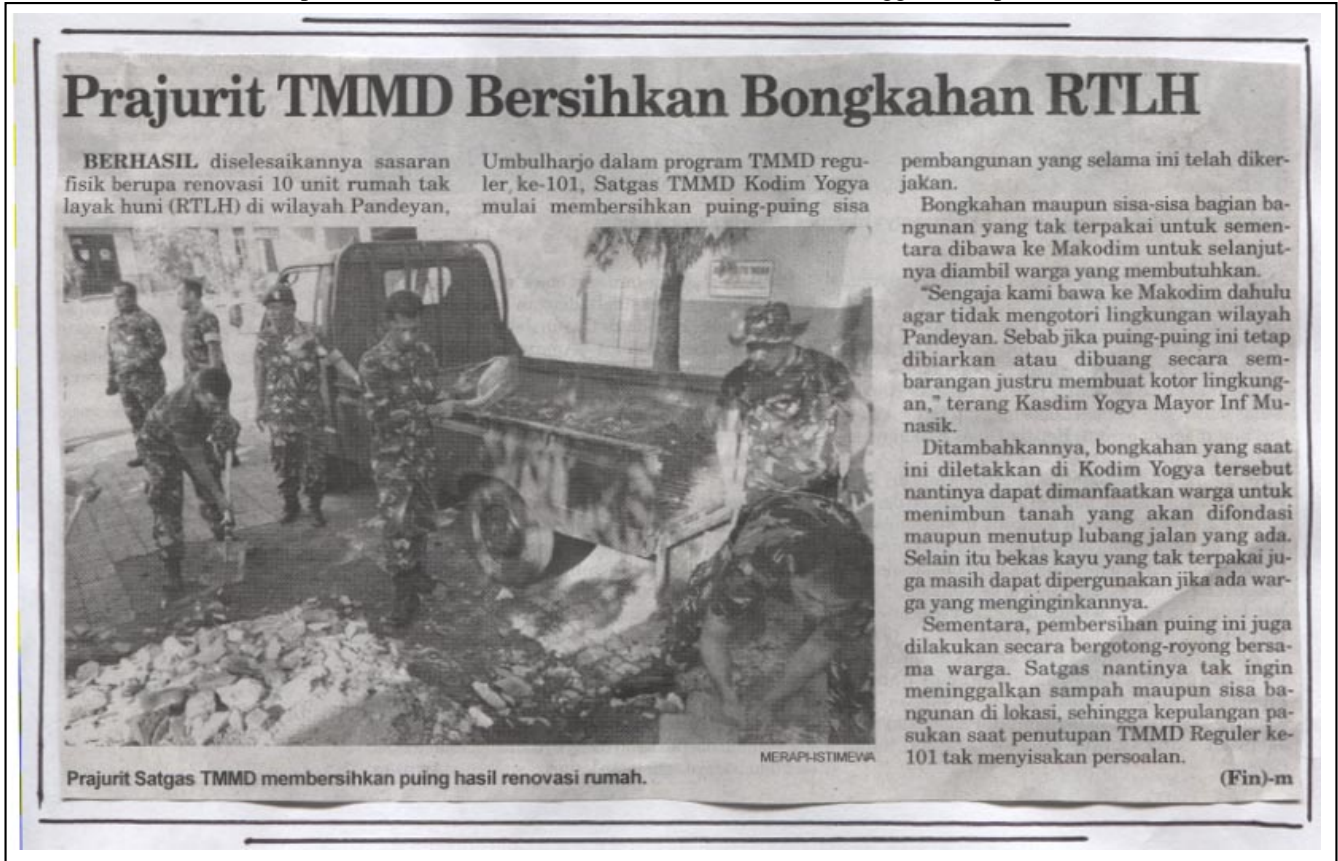 Prajurit TMMD Bersihkan Bongkahan RTLH
BERHASIL diselesaikannya sasaran
fisik berupa renovasi 10 unit rumah tak
layak huni (RTLH) di wilayah Pandeyan,
Umbulharjo dalam program TMMD regu-
ler ke-101, Satgas TMMD Kodim Yogya
mulai membersihkan puing-puing sisa
pembangunan yang selama ini telah diker-
jakan.
Bongkahan maupun sisa-sisa bagian ba-
ngunan yang tak terpakai untuk semen-
tara dibawa ke Makodim untuk selanjut-
nya diambil warga yang membutuhkan.
"Sengaja kami bawa ke Makodim dahulu
agar tidak mengotori lingkungan wilayah
Pandeyan. Sebab jika puing-puing ini tetap
dibiarkan atau dibuang secara sem-
barangan justru membuat kotor lingkung-
an," terang Kasdim Yogya Mayor Inf Mu-
nasik.
Ditambahkannya, bongkahan yang saat
ini diletakkan di Kodim Yogya tersebut
nantinya dapat dimanfaatkan warga untuk
menimbun tanah yang akan difondasi
maupun menutup lubang jalan yang ada.
Selain itu bekas kayu yang tak terpakai ju-
ga masih dapat dipergunakan jika ada war-
ga yang menginginkannya.
Sementara, pembersihan puing ini juga
dilakukan secara bergotong-royong bersa-
ma warga. Satgas nantinya tak ingin
meninggalkan sampah maupun sisa ba-
ngunan di lokasi, sehingga kepulangan pa-
sukan saat penutupan TMMD Reguler ke-
101 tak menyisakan persoalan.
(Fin)-m
MERAPI-ISTIMEWA
Prajurit Satgas TMMD membersihkan puing hasil renovasi rumah.